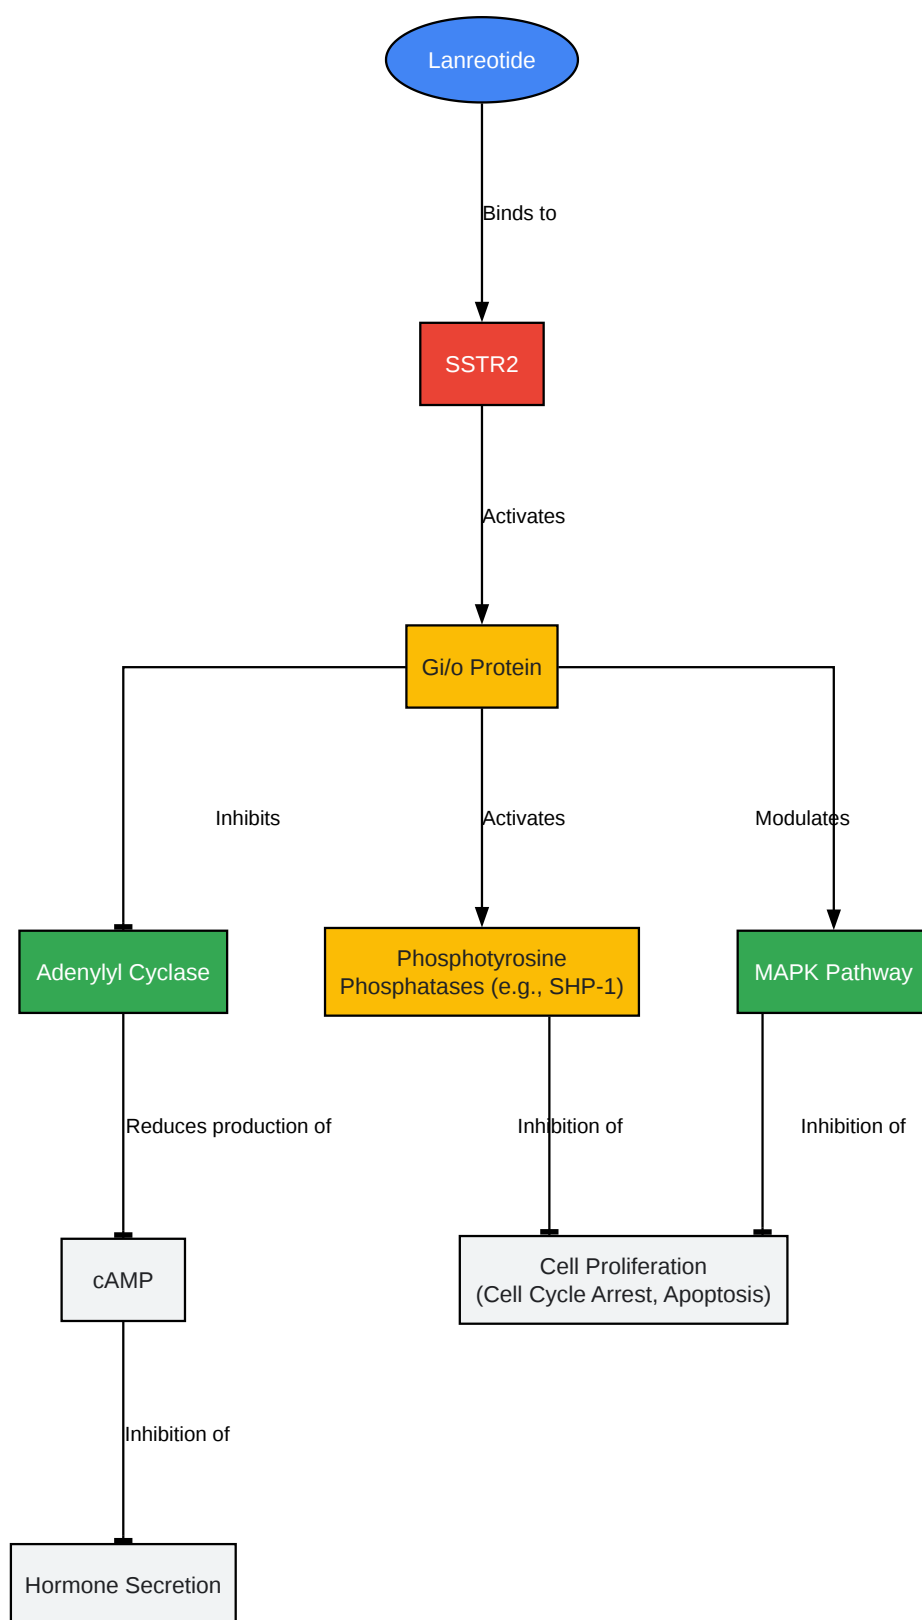 Lanreotide
Binds to
SSTR2
Activates
Gi/o Protein
Inhibits
Activates
Modulates
Adenylyl Cyclase
Phosphotyrosine
Phosphatases (e.g., SHP-1)
MAPK Pathway
Reduces production of
Inhibition of
Inhibition of
cAMP
Cell Proliferation
(Cell Cycle Arrest, Apoptosis)
Inhibition of
Hormone Secretion